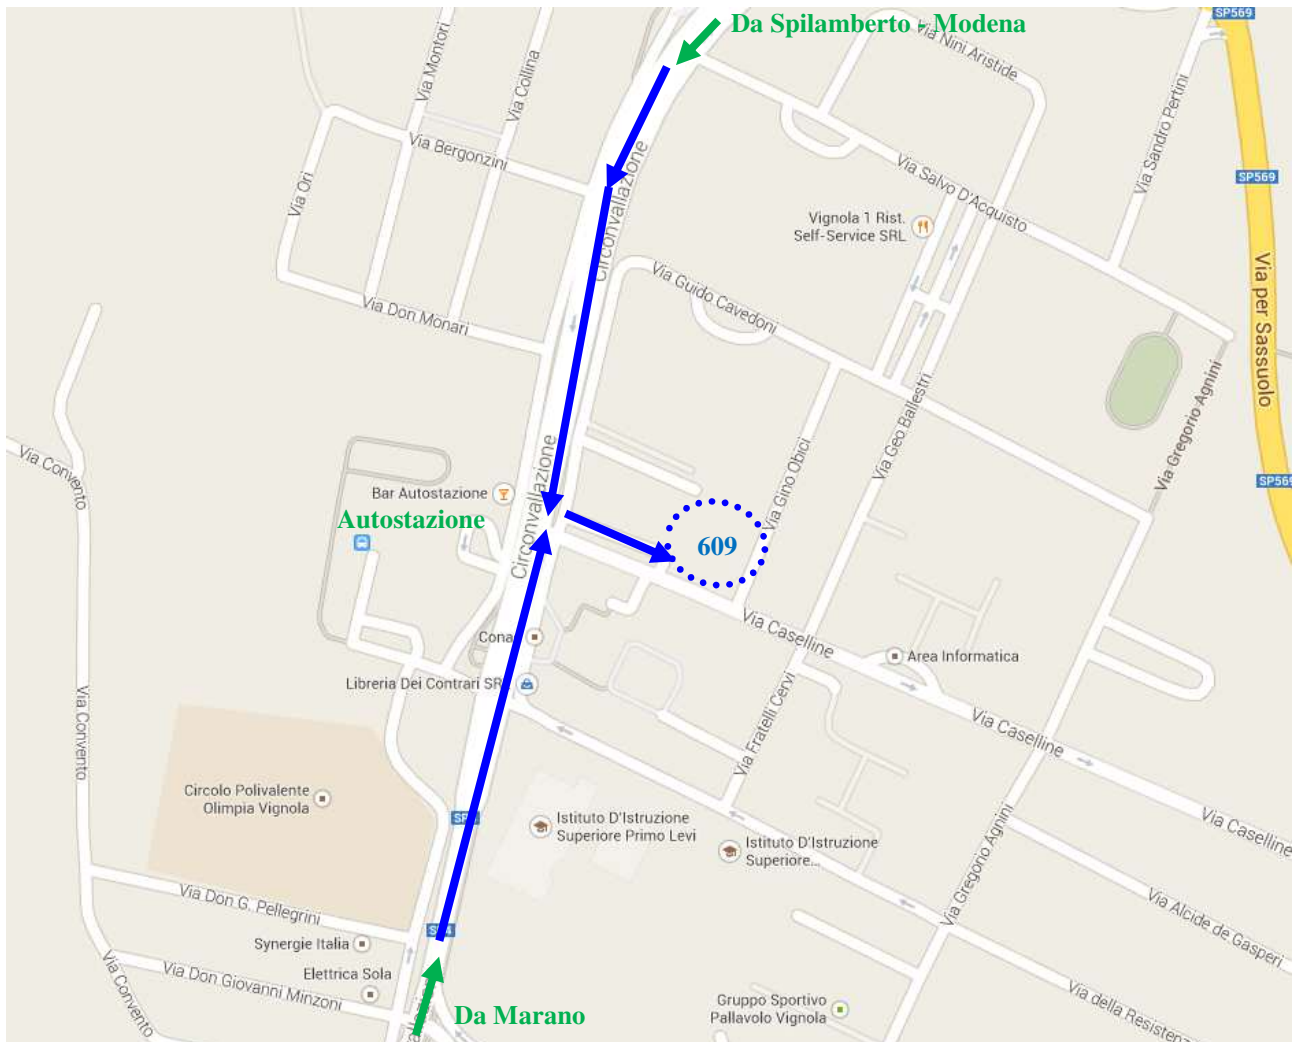 Da Spilamberto - Modena
SP569
Via Nini Aristide
Via Montori
Via Collina
Via Sandro Pertini
Via Bergonzini
Via Ori
Circonvallazione
Via Salvo D'Acquisto
SP569
Vignola 1 Rist.
Self-Service SRL
Via Guido Cavedoni
Via per Sassuolo
Via Don Monari
Via Geo Ballestri
Via Gregorio Agnini
Via Gino Obici
Via Convento
Circonvallazione
SP569
Bar Autostazione
Autostazione
609
Via Caselline
Conad
Area Informatica
Libreria Dei Contrari SR
Via Fratelli Cervi
Via Convento
Via Caselline
Circolo Polivalente
Olimpia Vignola
Istituto D'Istruzione
Superiore Primo Levi
Istituto D'Istruzione
Superiore...
Via Caselline
Via Gregorio Agnini
Via Don G. Pellegrini
Via Alcide de Gasperi
Synergie Italia
Via Convento
Via Don Giovanni Minzoni
Elettrica Sola
Da Marano
Gruppo Sportivo
Pallavolo Vignola
Via della Resistenz